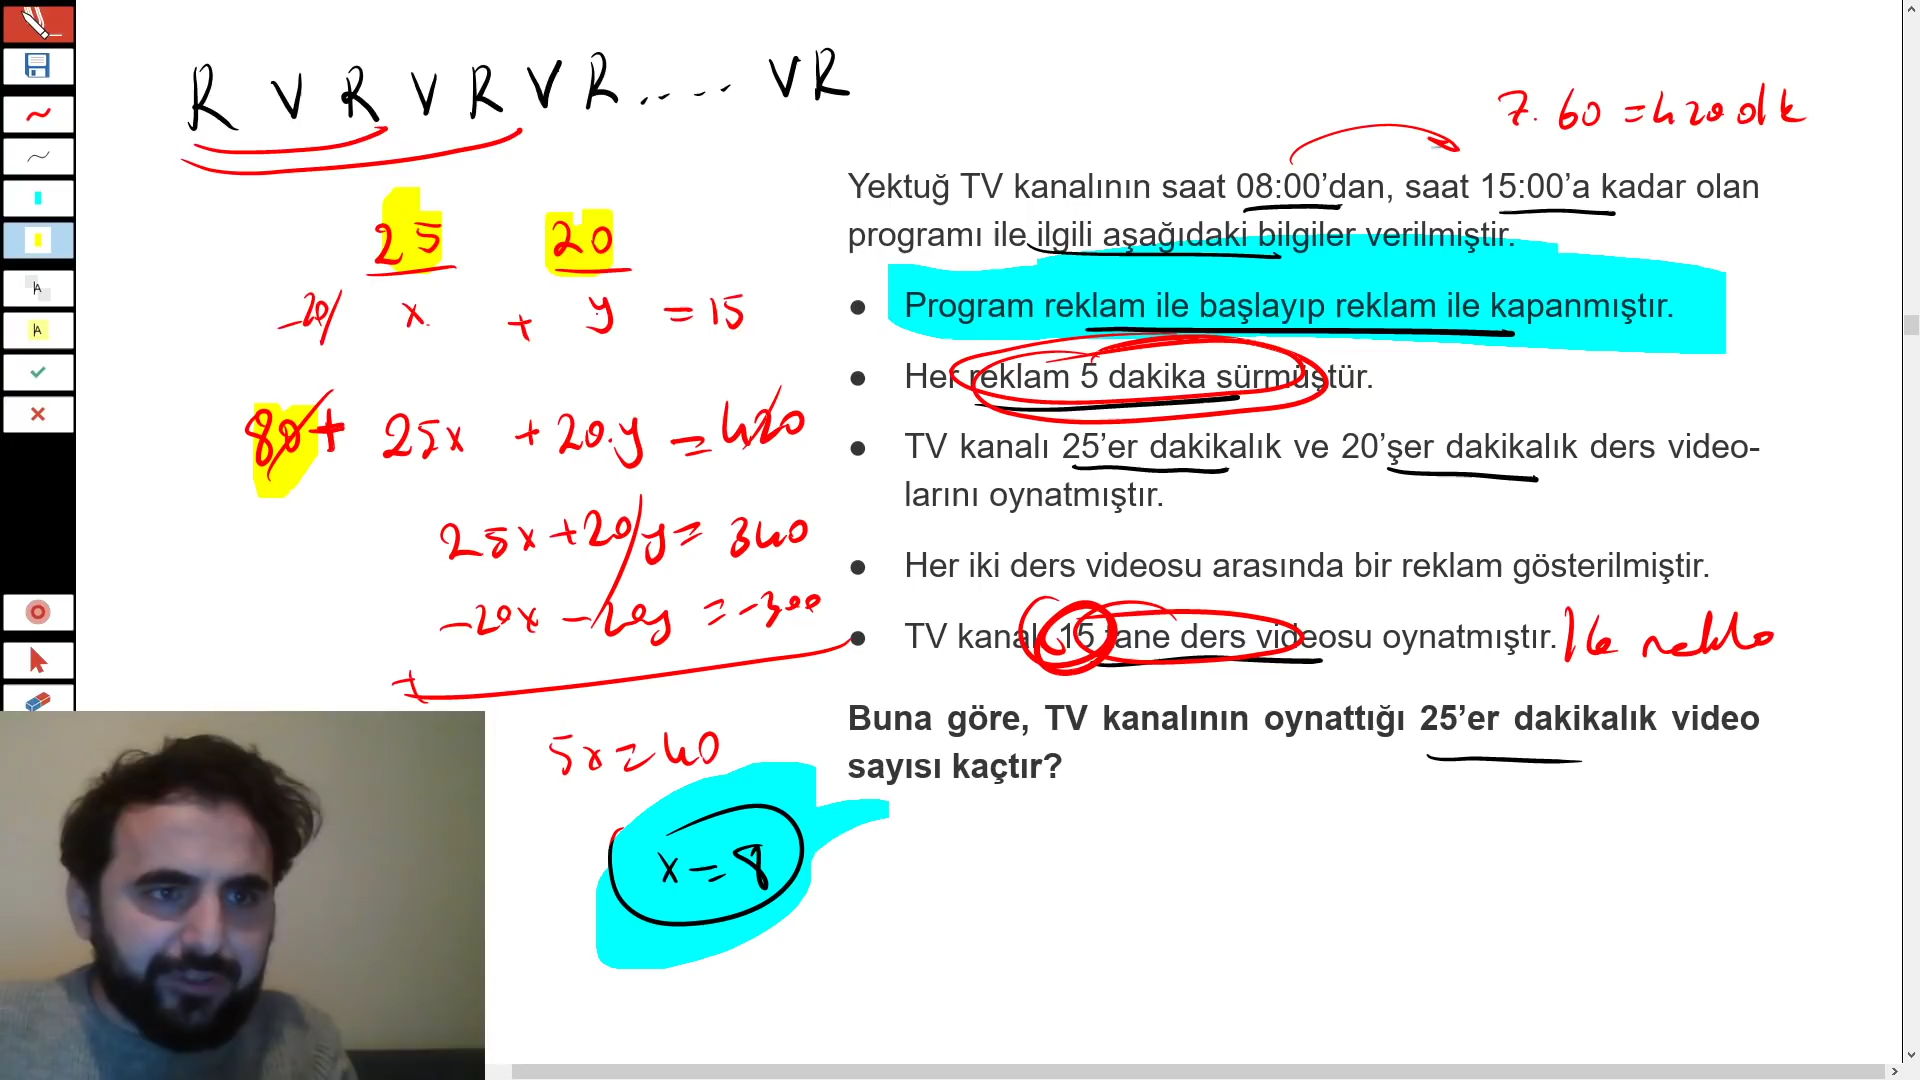 R V R V R V R .... V R
7. 60 = 420 dk
Yektuğ TV kanalının saat 08:00’dan, saat 15:00’a kadar olan
programı ile ilgili aşağıdaki bilgiler verilmiştir.
● Program reklam ile başlayıp reklam ile kapanmıştır.
● Her reklam 5 dakika sürmüştür.
● TV kanalı 25’er dakikalık ve 20’şer dakikalık ders video-
larını oynatmıştır.
● Her iki ders videosu arasında bir reklam gösterilmiştir.
● TV kanalı 15 tane ders videosu oynatmıştır.
16 rekla
Buna göre, TV kanalının oynattığı 25’er dakikalık video
sayısı kaçtır?
25 20
-20/ x + y = 15
80 + 25x + 20.y = 420
25x + 20y = 340
-20x - 20y = -300
+
5x = 40
x = 8